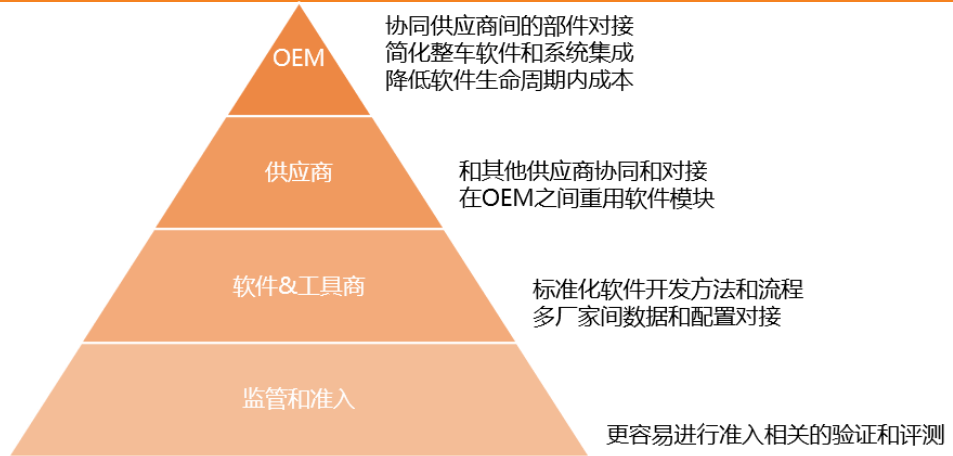 OEM
协同供应商间的部件对接
简化整车软件和系统集成
降低软件生命周期内成本
供应商
和其他供应商协同和对接
在OEM之间重用软件模块
软件&工具商
标准化软件开发方法和流程
多厂家间数据和配置对接
监管和准入
更容易进行准入相关的验证和评测